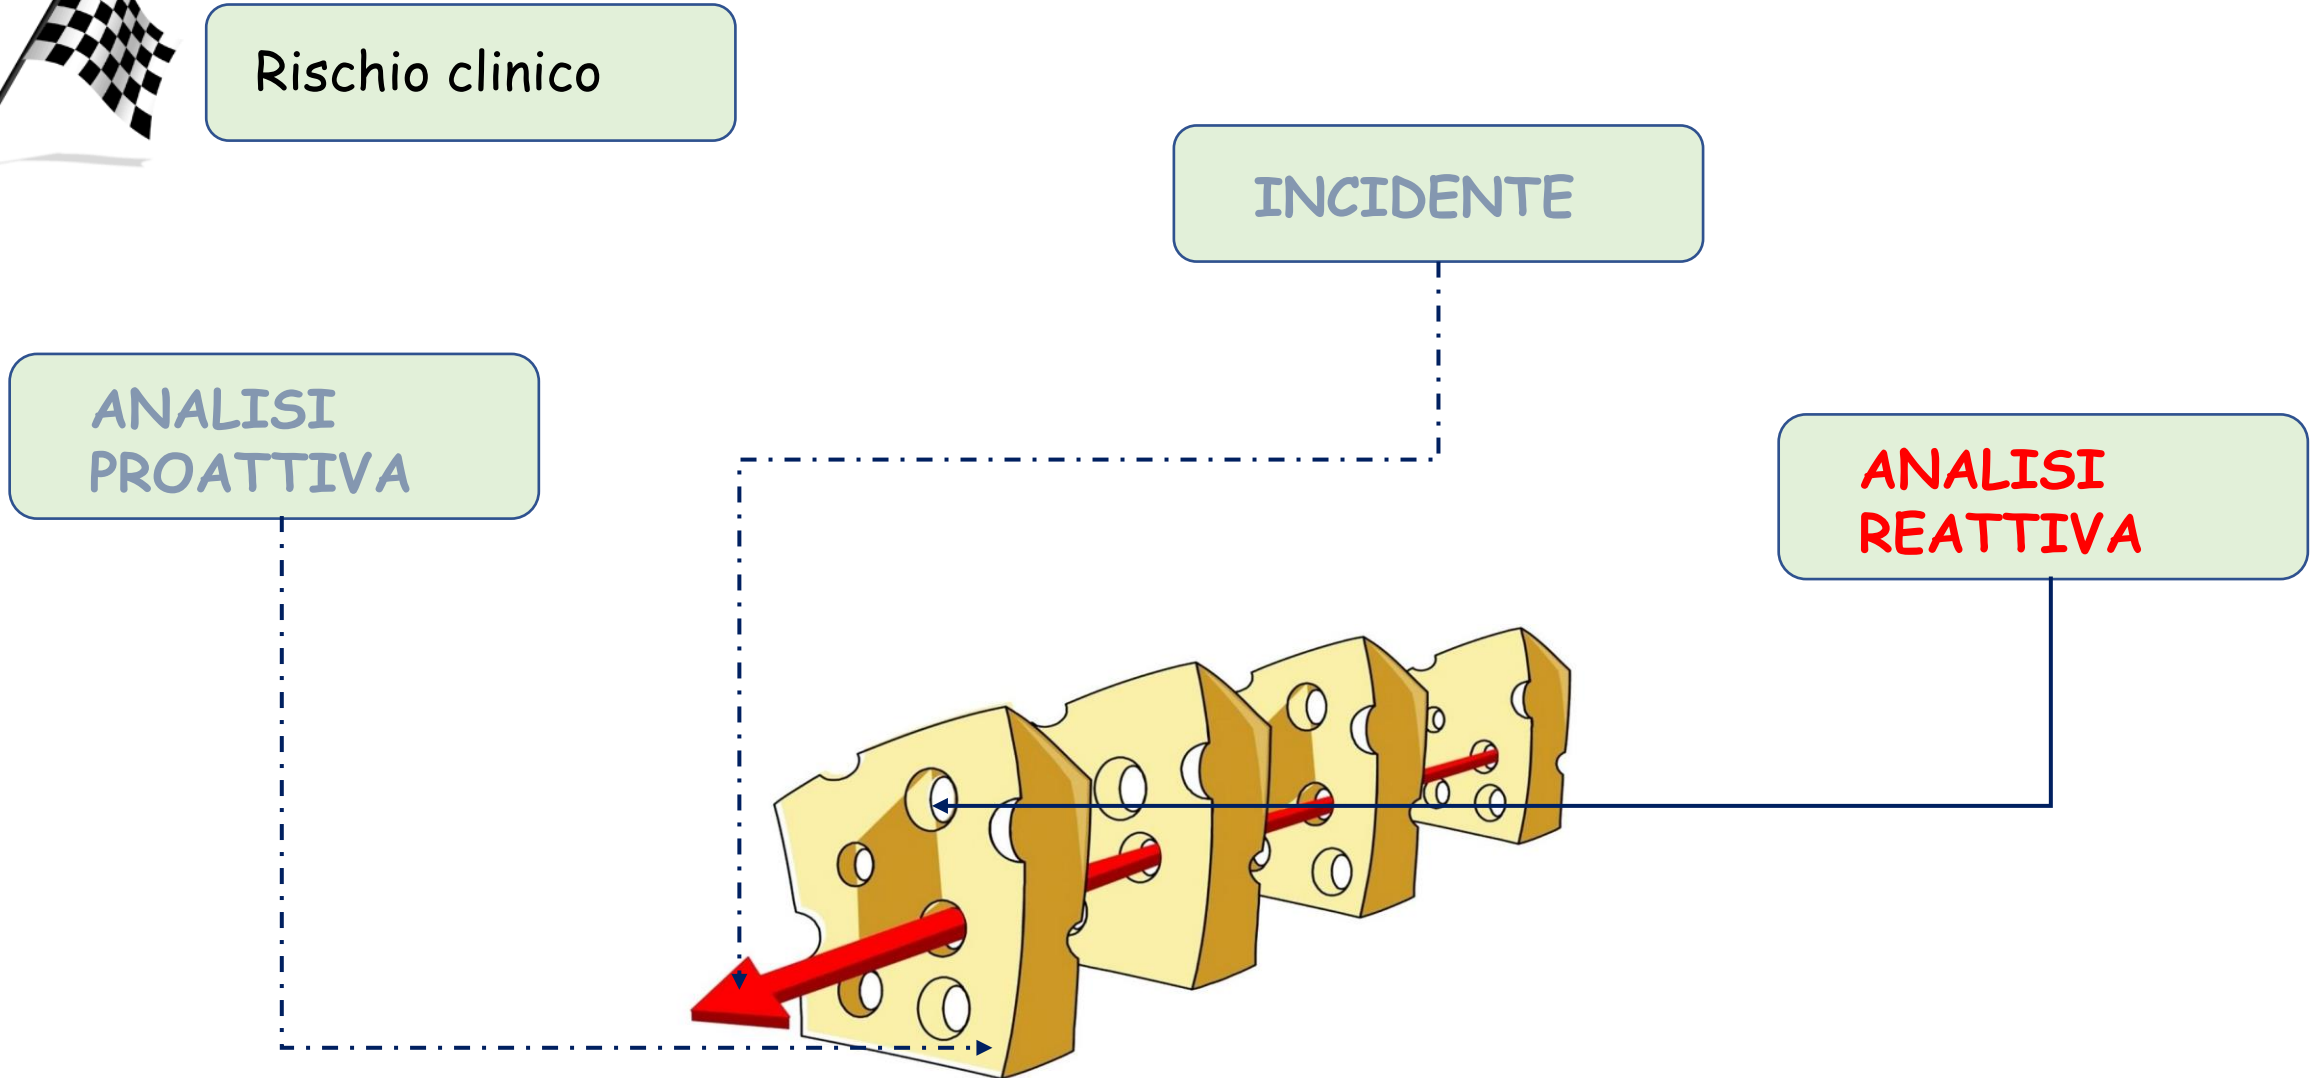 Rischio clinico
INCIDENTE
ANALISI
PROATTIVA
ANALISI
REATTIVA